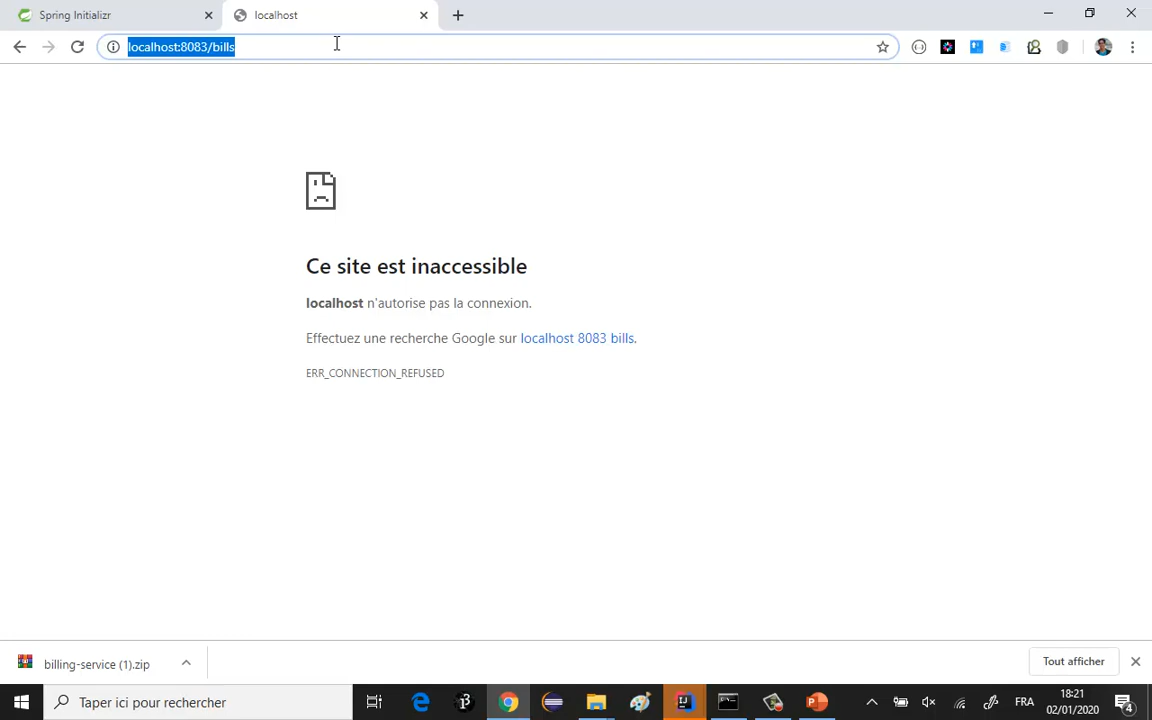 Spring Initializr
localhost
localhost:8083/bills
Ce site est inaccessible
localhost n'autorise pas la connexion.
Effectuez une recherche Google sur localhost 8083 bills.
ERR_CONNECTION_REFUSED
billing-service (1).zip
Tout afficher
Taper ici pour rechercher
FRA
18:21
02/01/2020
4